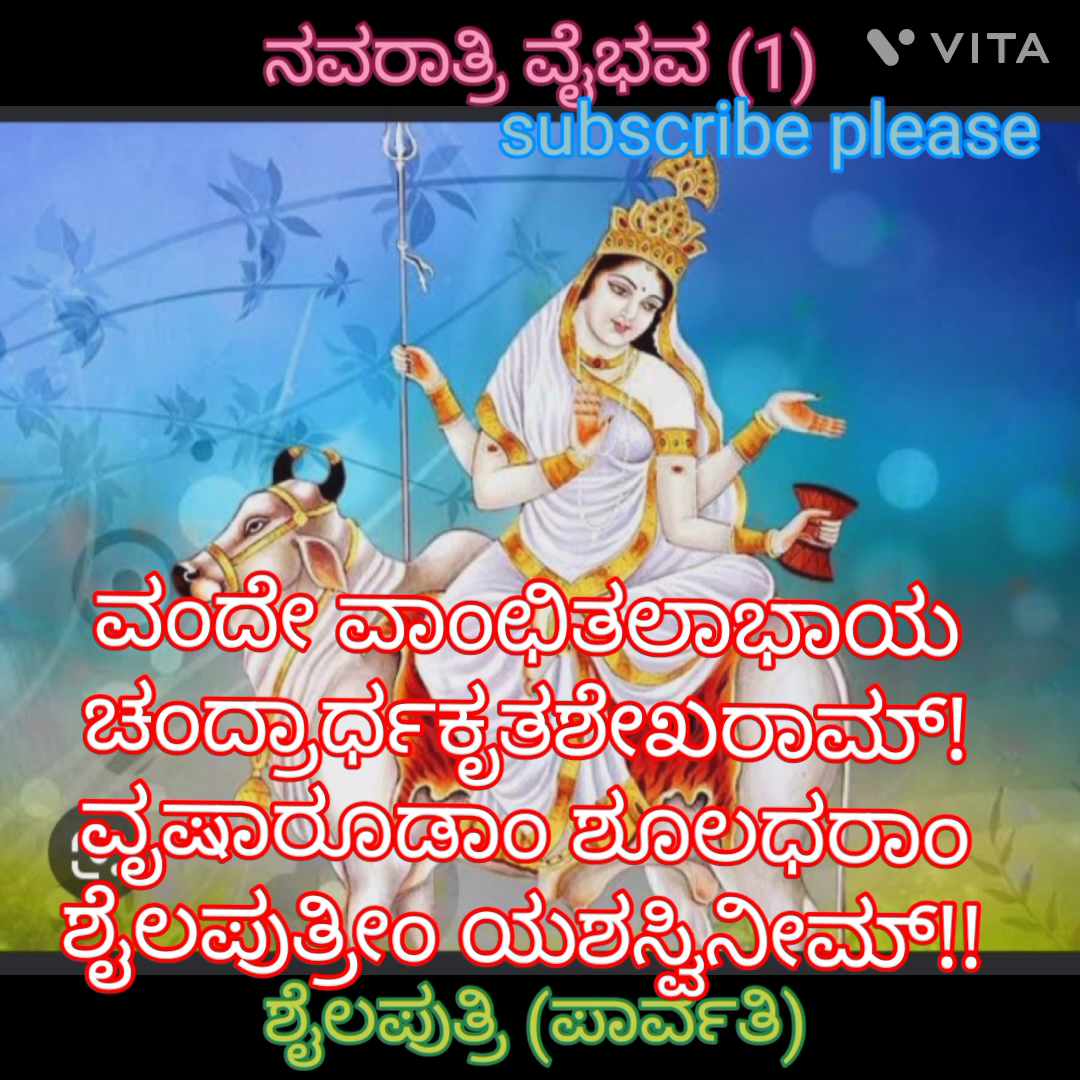 ನವರಾತ್ರಿ ವೈಭವ (1)
VITA
subscribe please
ವಂದೇ ವಾಂಛಿತಲಾಭಾಯ
ಚಂದ್ರಾರ್ಧಕೃತಶೇಖರಾಮ್!
ವೃಷಾರೂಡಾಂ ಶೂಲಧರಾಂ
ಶೈಲಪುತ್ರೀಂ ಯಶಸ್ವಿನೀಮ್!!
ಶೈಲಪುತ್ರಿ (ಪಾರ್ವತಿ)